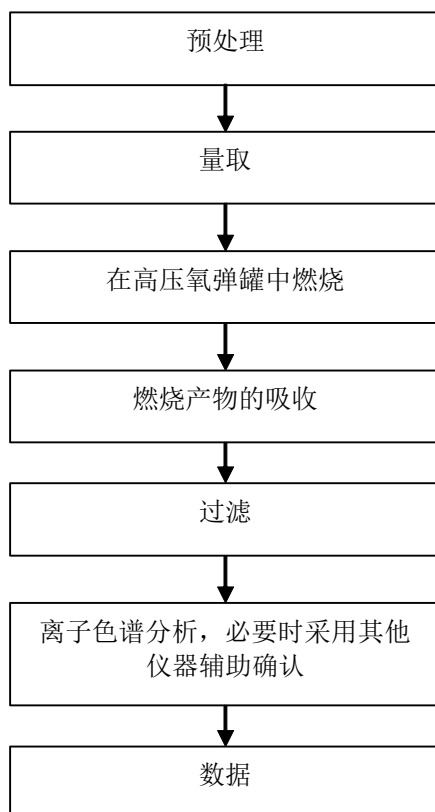 预处理
量取
在高压氧弹罐中燃烧
燃烧产物的吸收
过滤
离子色谱分析，必要时采用其他
仪器辅助确认
数据